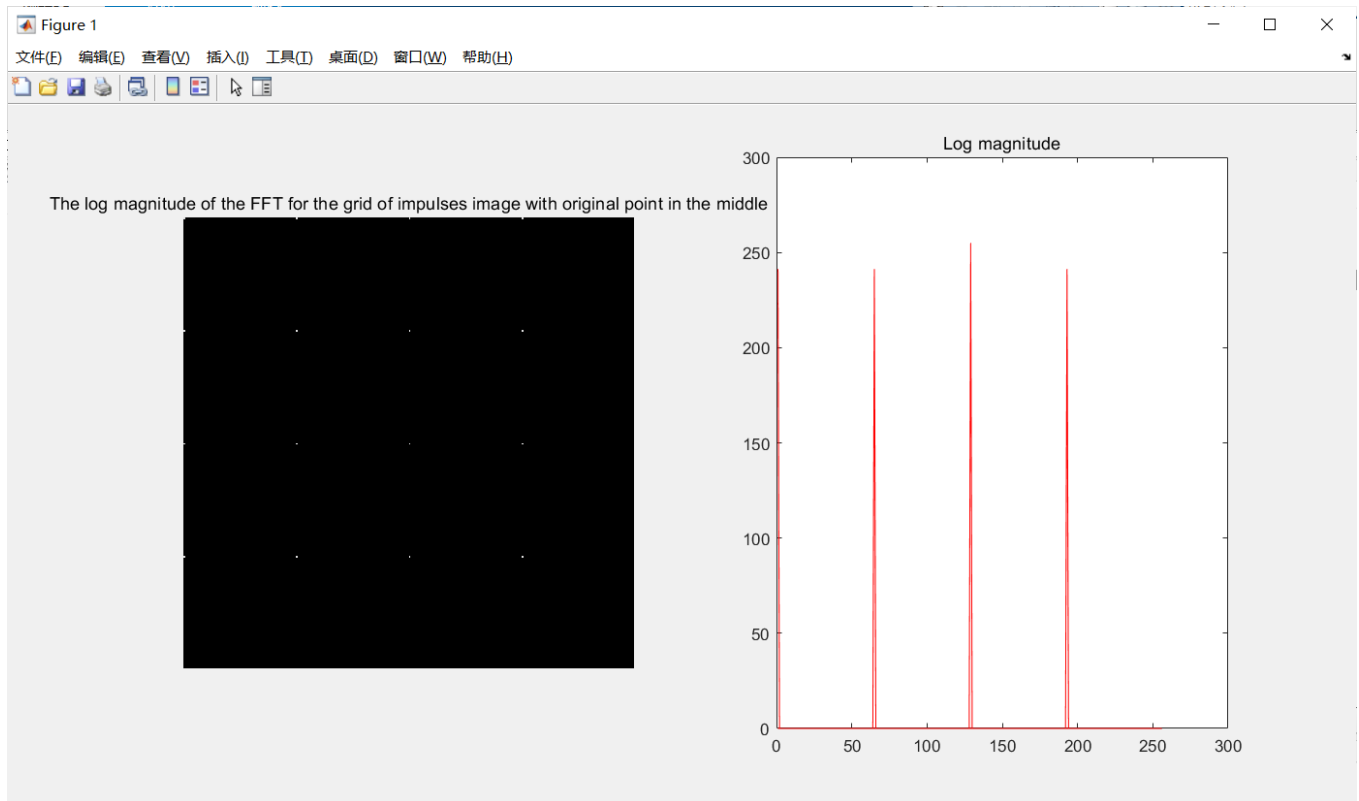 Figure 1
文件(F) 编辑(E) 查看(V) 插入(I) 工具(T) 桌面(D) 窗口(W) 帮助(H)
The log magnitude of the FFT for the grid of impulses image with original point in the middle
Log magnitude
300
250
200
150
100
50
0
0 50 100 150 200 250 300